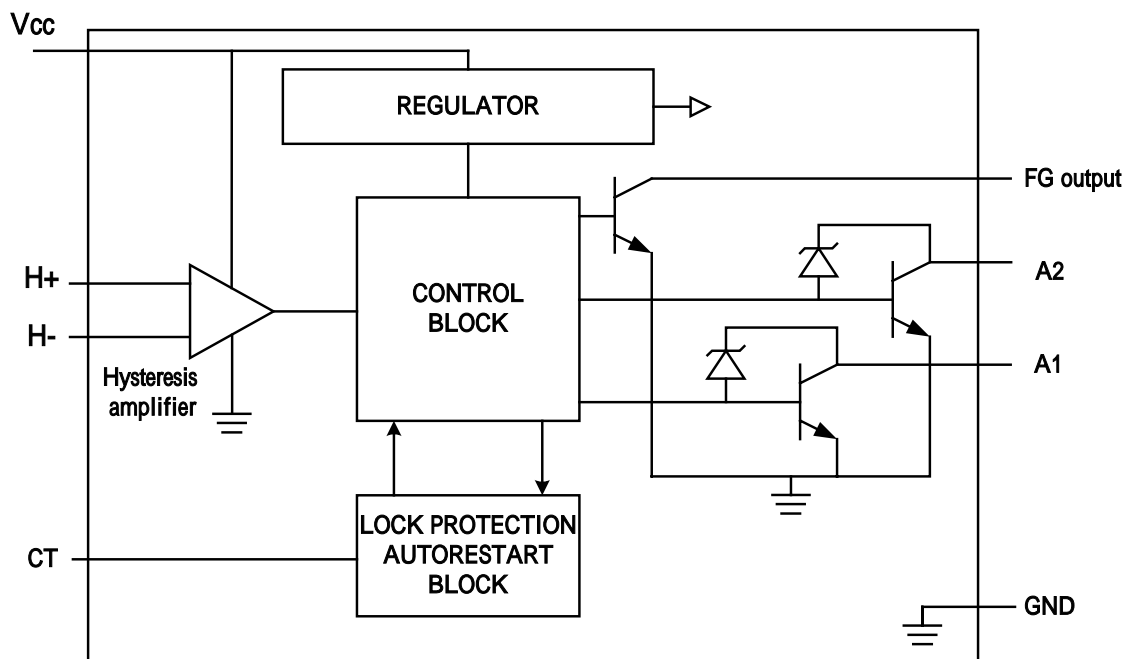 Vcc
REGULATOR
FG output
H+
H-
Hysteresis
amplifier
CONTROL
BLOCK
A2
A1
LOCK PROTECTION
AUTORESTART
BLOCK
CT
GND